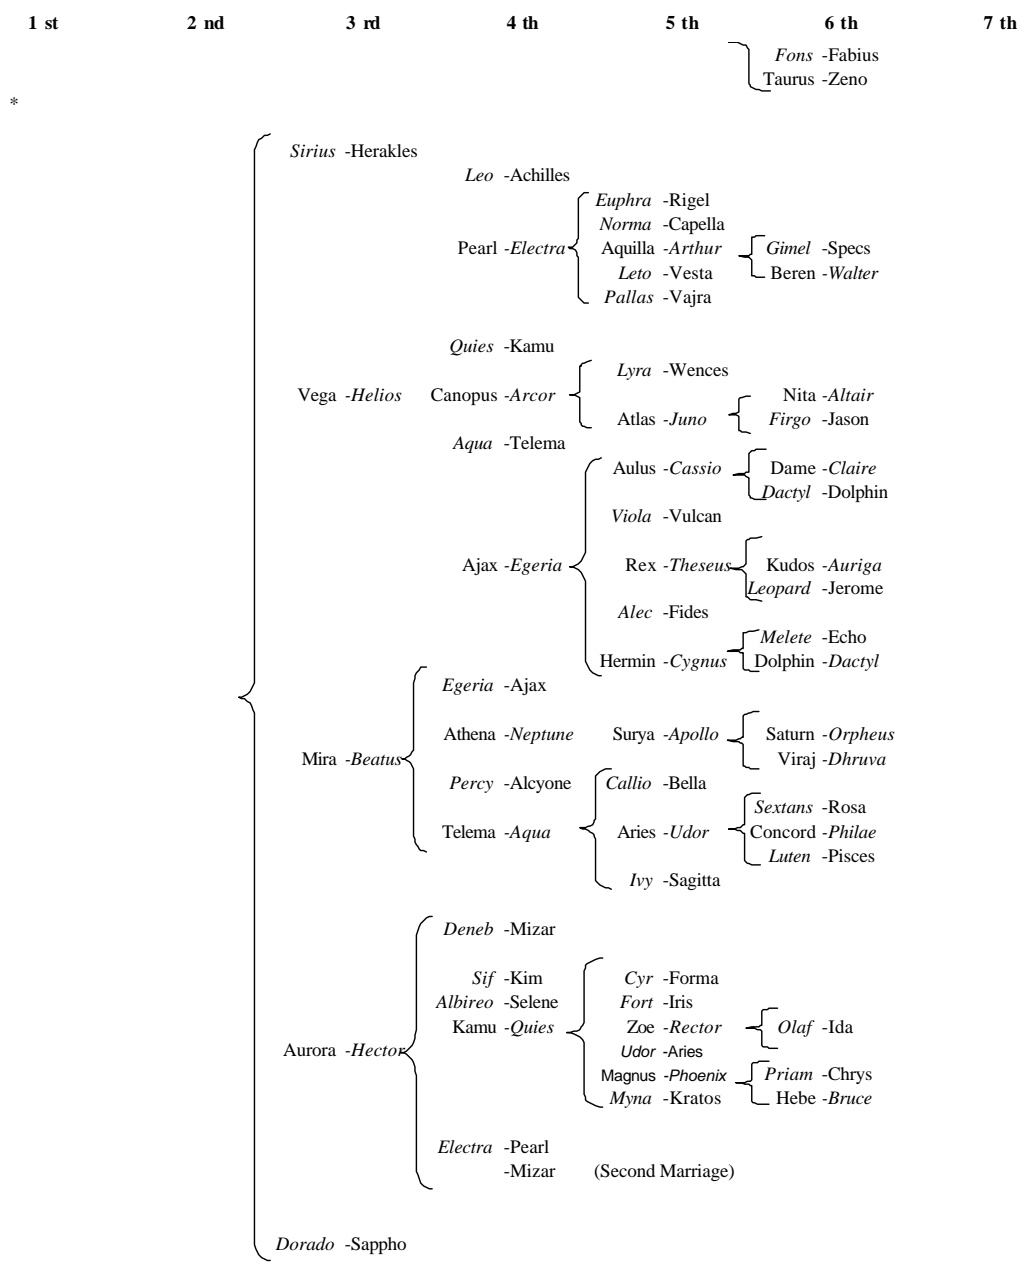 1 st 2 nd 3 rd 4 th 5 th 6 th 7 th
Fons -Fabius
Taurus -Zeno
*
Sirius -Herakles
Leo -Achilles
Euphra -Rigel
Norma -Capella
Pearl -Electra Aquilla -Arthur Gimel -Specs
Leto -Vesta Beren -Walter
Pallas -Vajra
Quies -Kamu
Lyra -Wences
Vega -Helios Canopus -Arcor Nita -Altair
Atlas -Juno Firgo -Jason
Aqua -Telema
Aulus -Cassio Dame -Claire
Dactyl -Dolphin
Viola -Vulcan
Ajax -Egeria Rex -Theseus Kudos -Auriga
Leopard -Jerome
Alec -Fides
Melete -Echo
Hermin -Cygnus Dolphin -Dactyl
Egeria -Ajax
Athena -Neptune Surya -Apollo Saturn -Orpheus
Mira -Beatus Viraj -Dhruva
Percy -Alcyone Callio -Bella
Sextans -Rosa
Telema -Aqua Aries -Udor Concord -Philae
Luten -Pisces
Ivy -Sagitta
Deneb -Mizar
Sif -Kim Cyr -Forma
Albireo -Selene Fort -Iris
Kamu -Quies Zoe -Rector Olaf -Ida
Aurora -Hector Udor -Aries
Magnus -Phoenix Priam -Chrys
Myna -Kratos Hebe -Bruce
Electra -Pearl
-Mizar (Second Marriage)
Dorado -Sappho